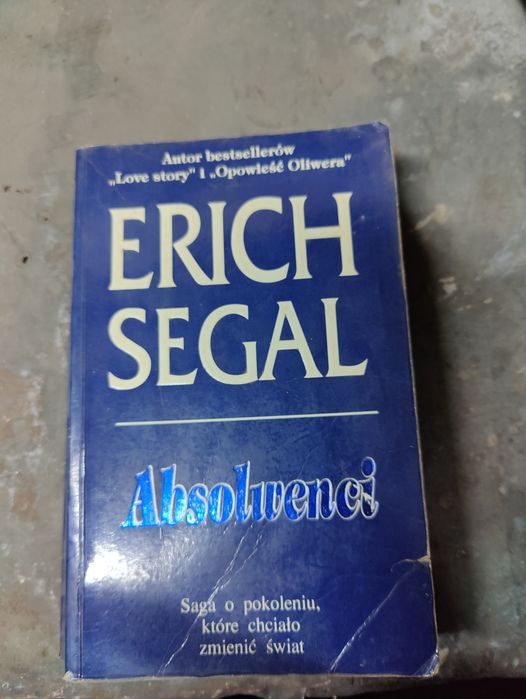 Autor bestsellerów
„Love story" i „Opowieść Oliwera"
ERICH
SEGAL
Absolwenci
Saga o pokoleniu,
które chciało
zmienić świat